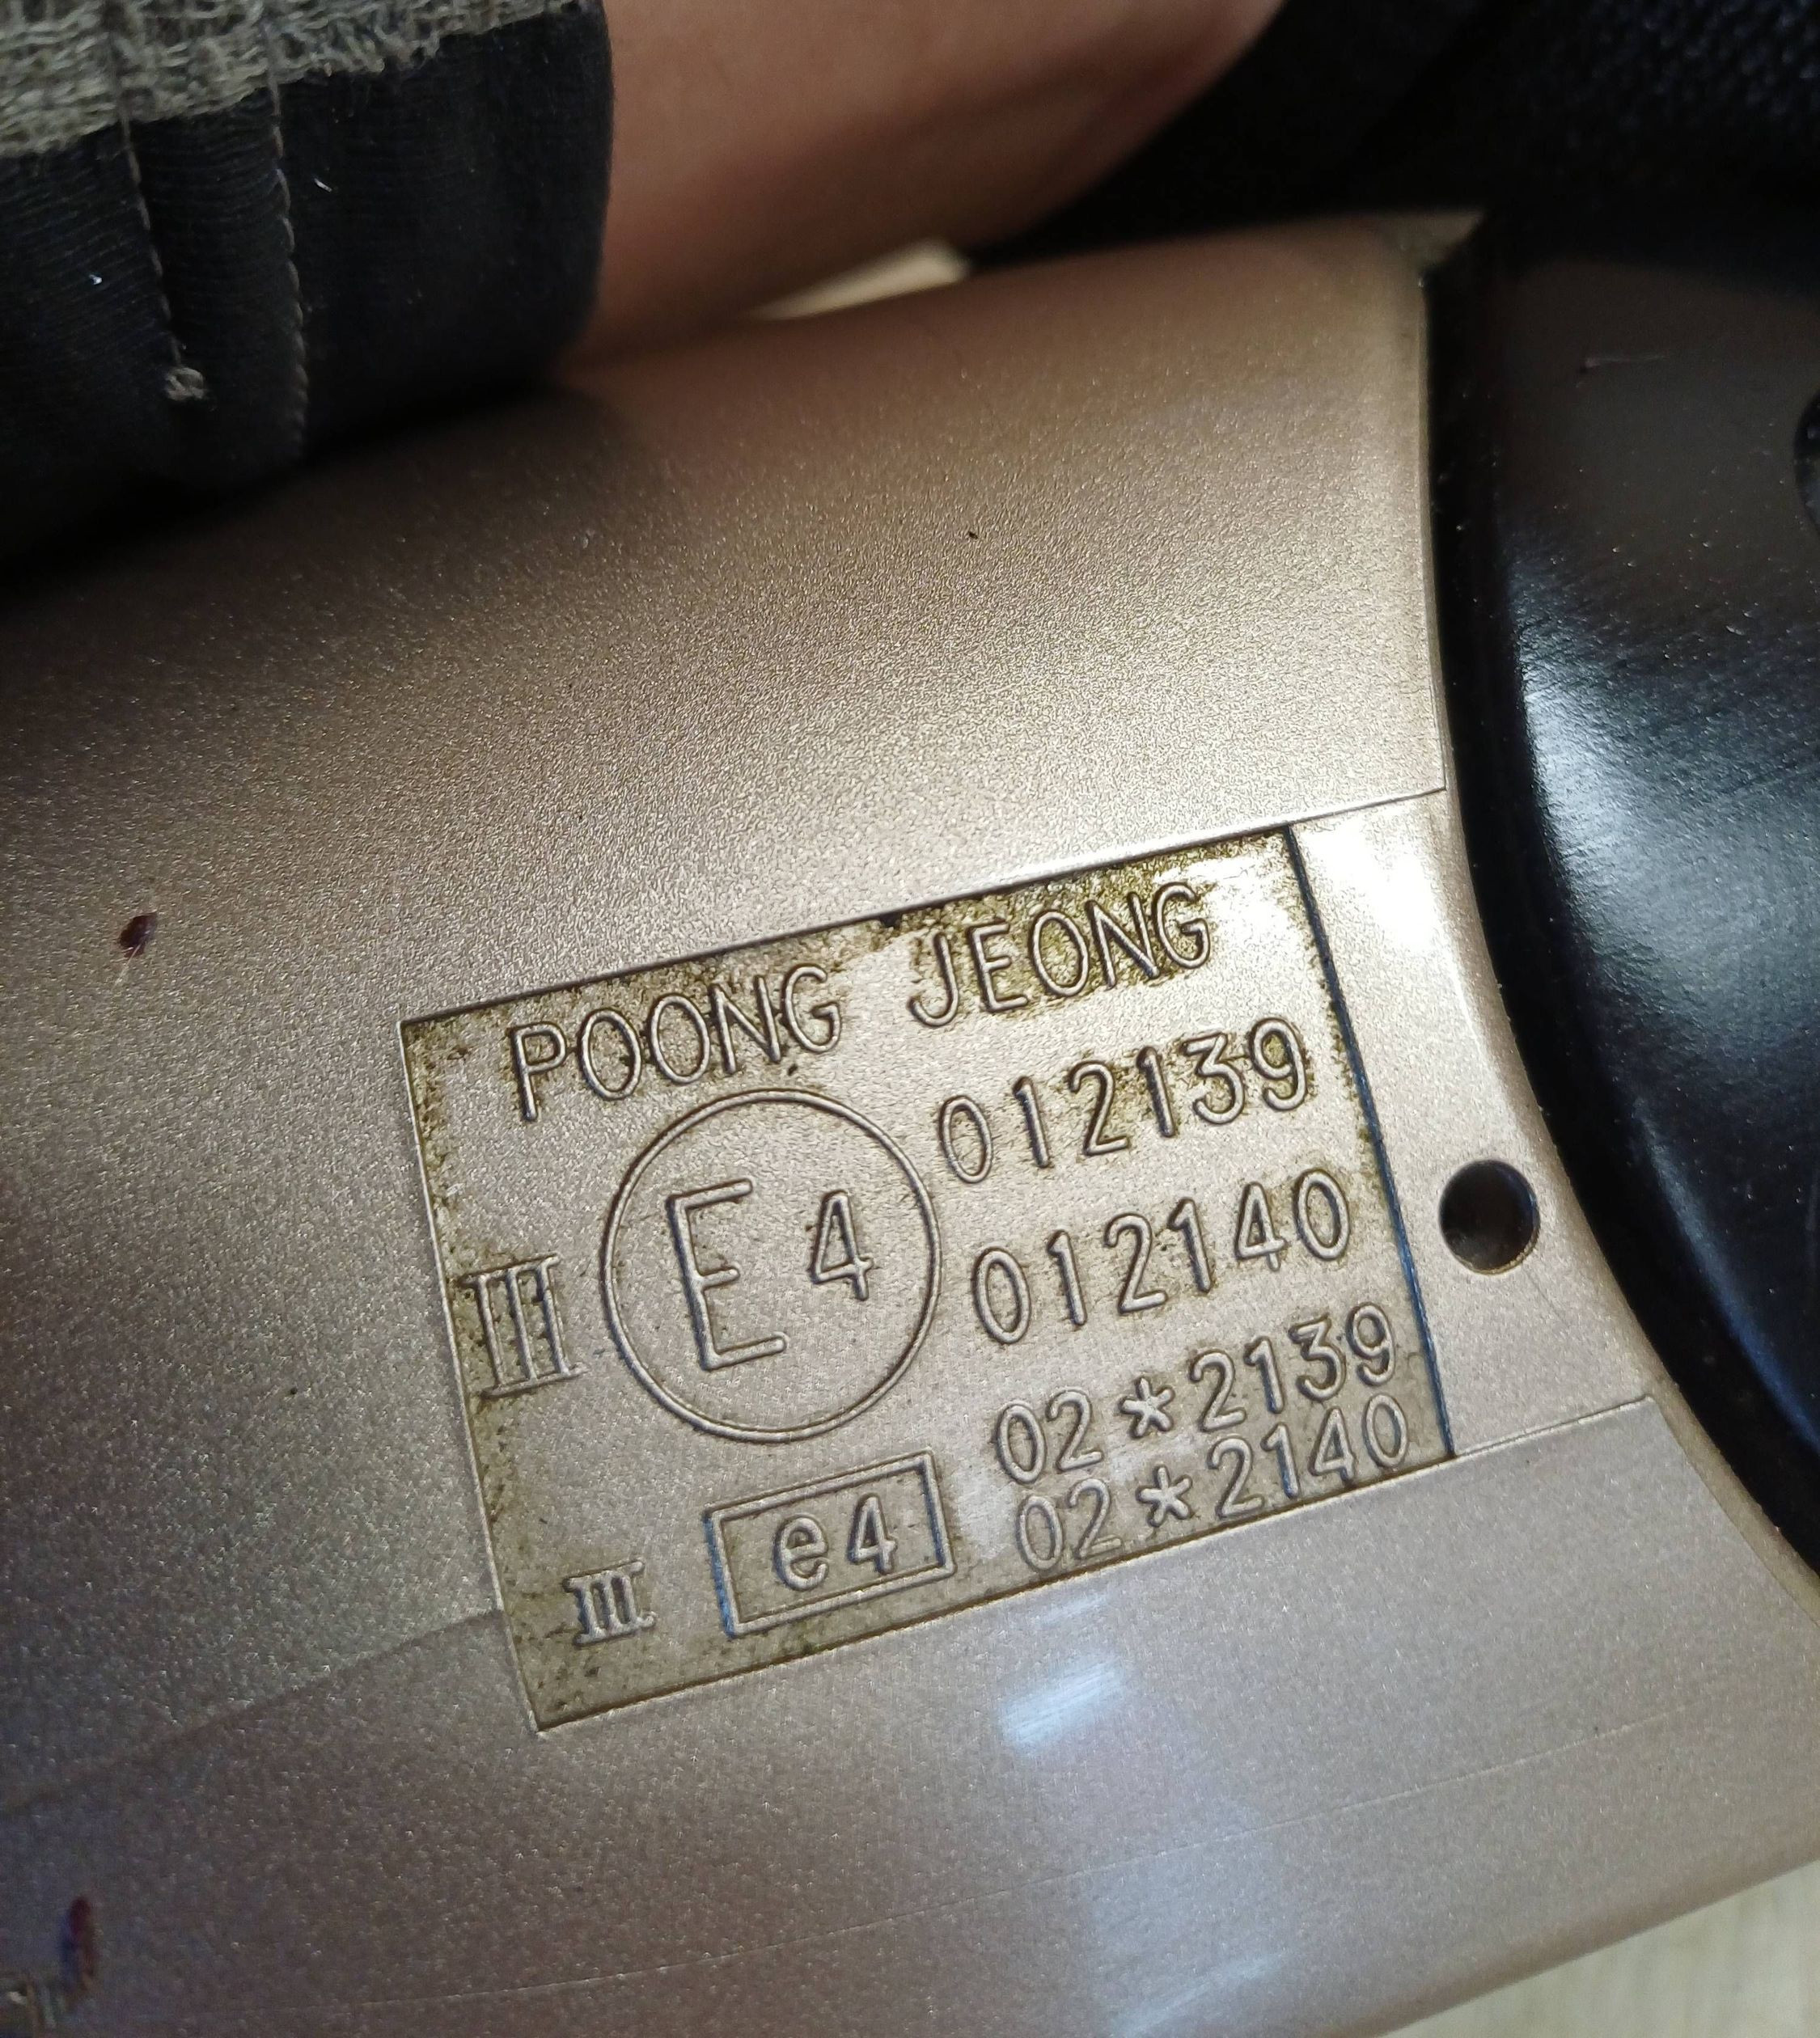 POONG JEONG
012139
III E4 012140
02*2139
III e4 02*2140